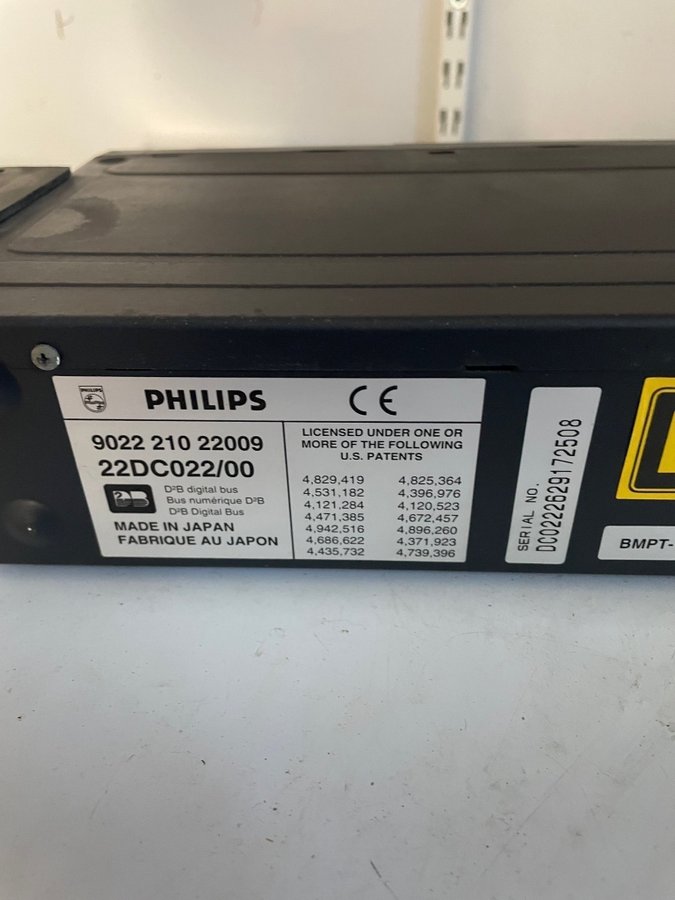 PHILIPS
PHILIPS CE
9022 210 22009
22DC022/00
D²B
D²B digital bus
Bus numérique D²B
D²B Digital Bus
MADE IN JAPAN
FABRIQUE AU JAPON
LICENSED UNDER ONE OR
MORE OF THE FOLLOWING
U.S. PATENTS
4,829,419 4,825,364
4,531,182 4,396,976
4,121,284 4,120,523
4,471,385 4,672,457
4,942,516 4,896,260
4,686,622 4,371,923
4,435,732 4,739,396
SERIAL NO.
DC0222629172508
BMPT-